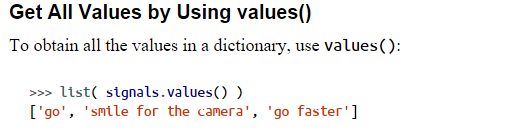 Get All Values by Using values()
To obtain all the values in a dictionary, use values():
>>> list( signals.values() )
['go', 'smile for the camera', 'go faster']